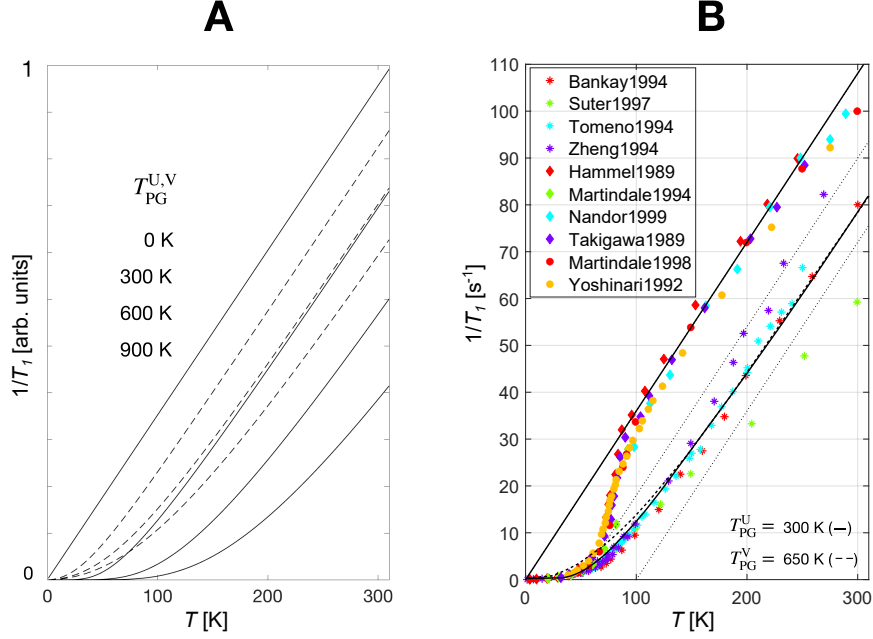 A
1
1/T₁ [arb. units]
T_PG^U,V
0 K
300 K
600 K
900 K
0
0 100 200 300
T [K]
B
110
100
90
80
70
60
50
40
30
20
10
0
1/T₁ [s⁻¹]
Bankay1994
Suter1997
Tomeno1994
Zheng1994
Hammel1989
Martindale1994
Nandor1999
Takigawa1989
Martindale1998
Yoshinari1992
T_PG^U = 300 K (—)
T_PG^V = 650 K (--)
0 100 200 300
T [K]